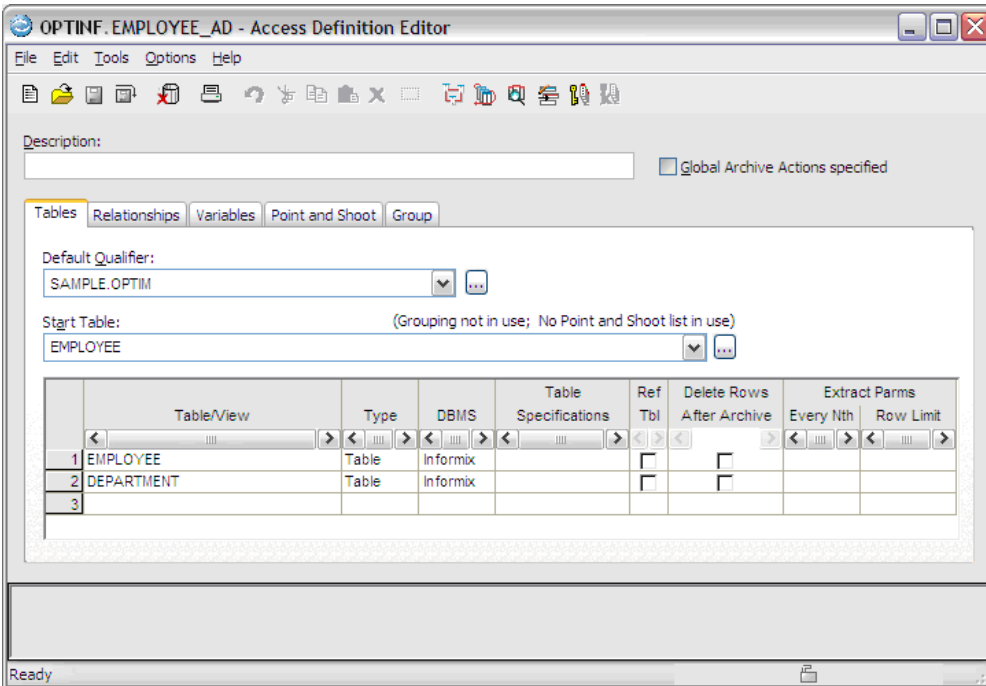 OPTINF.EMPLOYEE_AD - Access Definition Editor
File Edit Tools Options Help
Description:
Global Archive Actions specified
Tables Relationships Variables Point and Shoot Group
Default Qualifier:
SAMPLE.OPTIM
Start Table: (Grouping not in use; No Point and Shoot list in use)
EMPLOYEE
Table Ref Delete Rows Extract Parms
Table/View Type DBMS Specifications Tbl After Archive Every Nth Row Limit
1 EMPLOYEE Table Informix
2 DEPARTMENT Table Informix
3
Ready